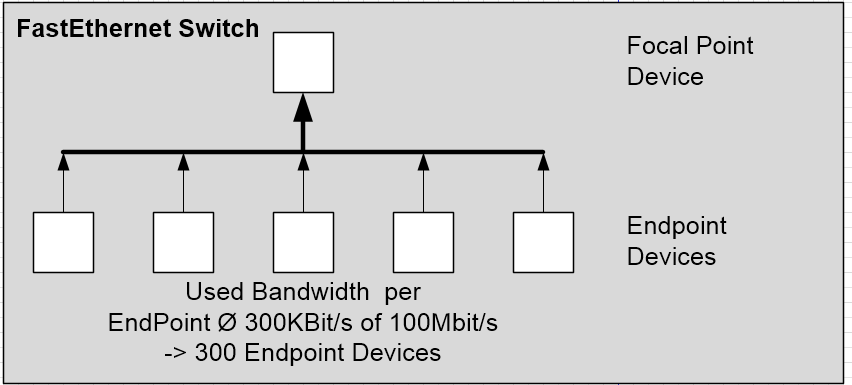 FastEthernet Switch
Focal Point
Device
Endpoint
Devices
Used Bandwidth  per
EndPoint Ø 300KBit/s of 100Mbit/s
-> 300 Endpoint Devices